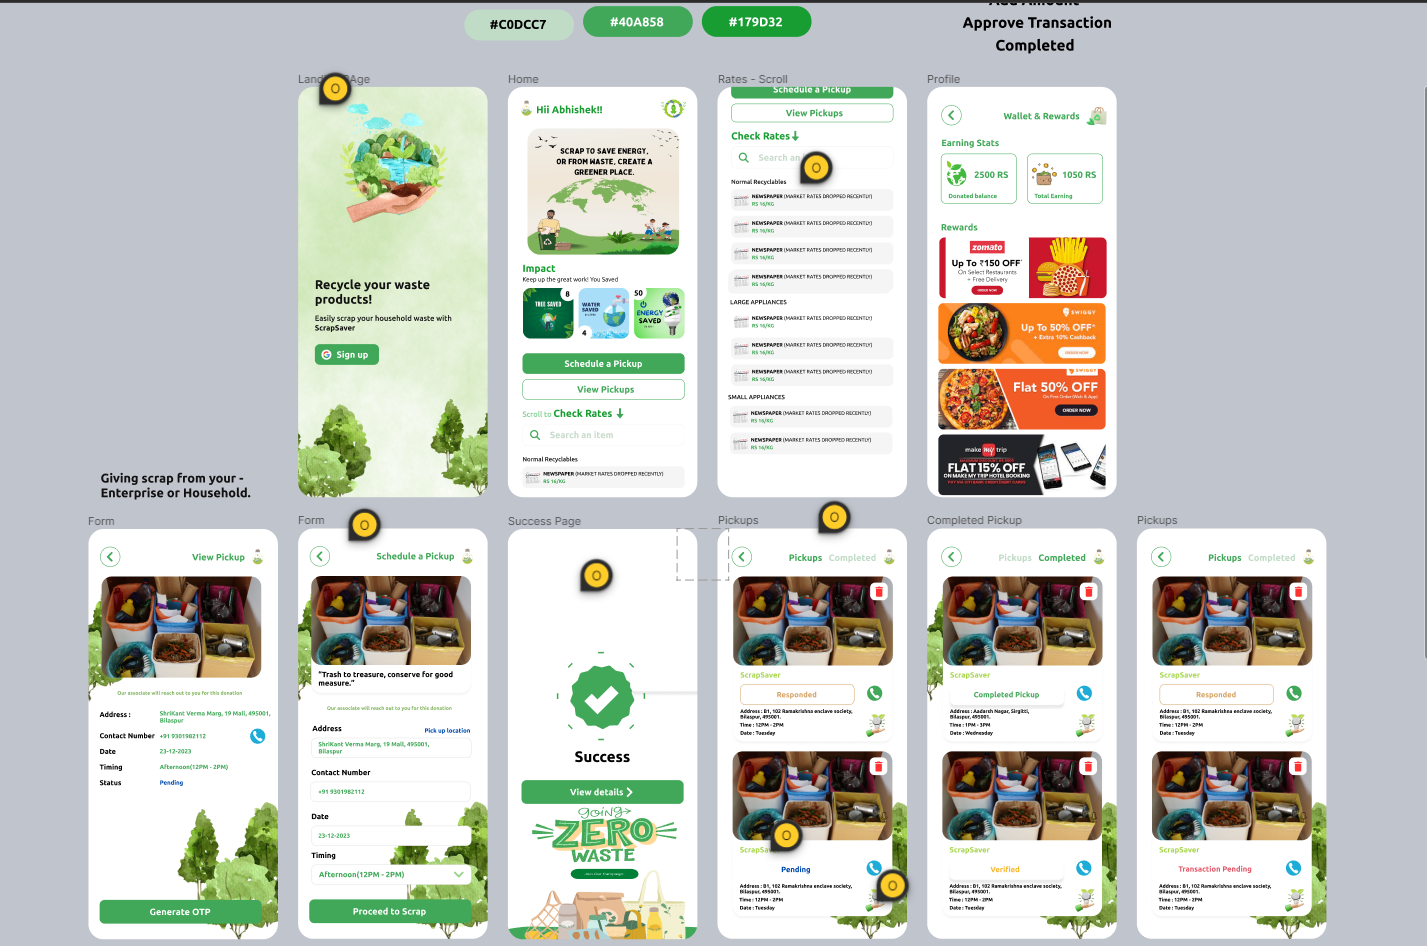 #C0DCC7
#40A858
#179D32
Add Amount
Approve Transaction
Completed
Home
Hii Abhishek!!
SCRAP TO SAVE ENERGY,
OR FROM WASTE, CREATE A
GREENER PLACE.
Impact
Keep up the great work! You Saved
TREE SAVED
8
WATER
SAVED
4
50
ENERGY
SAVED
Schedule a Pickup
View Pickups
Scroll to Check Rates
Search an item
Normal Recyclables
NEWSPAPER (MARKET RATES DROPPED RECENTLY)
RS 16/KG
Recycle your waste
products!
Easily scrap your household waste with
ScrapSaver
Sign up
Rates - Scroll
Schedule a Pickup
View Pickups
Check Rates
Search an
Normal Recyclables
NEWSPAPER (MARKET RATES DROPPED RECENTLY)
RS 16/KG
NEWSPAPER (MARKET RATES DROPPED RECENTLY)
RS 16/KG
NEWSPAPER (MARKET RATES DROPPED RECENTLY)
RS 16/KG
NEWSPAPER (MARKET RATES DROPPED RECENTLY)
RS 16/KG
LARGE APPLIANCES
NEWSPAPER (MARKET RATES DROPPED RECENTLY)
RS 16/KG
NEWSPAPER (MARKET RATES DROPPED RECENTLY)
RS 16/KG
NEWSPAPER (MARKET RATES DROPPED RECENTLY)
RS 16/KG
SMALL APPLIANCES
NEWSPAPER (MARKET RATES DROPPED RECENTLY)
RS 16/KG
NEWSPAPER (MARKET RATES DROPPED RECENTLY)
RS 16/KG
Profile
Wallet & Rewards
Earning Stats
2500 RS
Donated balance
1050 RS
Total Earning
Rewards
zomato
Up To ₹150 OFF
On Select Restaurants
+ Free Delivery
ORDER NOW
SWIGGY
Up To 50% OFF*
+ Extra 10% Cashback
ORDER NOW
SWIGGY
Flat 50% OFF
On First Order (Web & App)
ORDER NOW
make my trip
FLAT 15% OFF
ON MAKE MY TRIP HOTEL BOOKING
Giving scrap from your -
Enterprise or Household.
Form
View Pickup
Our associate will reach out to you for this donation
Address :
ShriKant Verma Marg, 19 Mall, 495001,
Bilaspur
Contact Number +91 9301982112
Date 23-12-2023
Timing Afternoon(12PM - 2PM)
Status Pending
Generate OTP
Form
Schedule a Pickup
"Trash to treasure, conserve for good
measure."
Our associate will reach out to you for this donation
Address
Pick up location
ShriKant Verma Marg, 19 Mall, 495001,
Bilaspur
Contact Number
+91 9301982112
Date
23-12-2023
Timing
Afternoon(12PM - 2PM)
Proceed to Scrap
Success Page
Success
View details
going
ZERO
WASTE
Pickups
Pickups Completed
ScrapSaver
Responded
Address : B1, 102 Ramakrishna enclave society,
Bilaspur, 495001.
Time : 12PM - 2PM
Date : Tuesday
Pending
Address : B1, 102 Ramakrishna enclave society,
Bilaspur, 495001.
Time : 12PM - 2PM
Date : Tuesday
Completed Pickup
Pickups Completed
ScrapSaver
Completed Pickup
Address : Aadarsh Nagar, Sirgitti,
Bilaspur, 495001.
Time : 1PM - 3PM
Date : Wednesday
ScrapSaver
Verified
Address : B1, 102 Ramakrishna enclave society,
Bilaspur, 495001.
Time : 12PM - 2PM
Date : Tuesday
Pickups
Pickups Completed
ScrapSaver
Responded
Address : B1, 102 Ramakrishna enclave society,
Bilaspur, 495001.
Time : 12PM - 2PM
Date : Tuesday
ScrapSaver
Transaction Pending
Address : B1, 102 Ramakrishna enclave society,
Bilaspur, 495001.
Time : 12PM - 2PM
Date : Tuesday